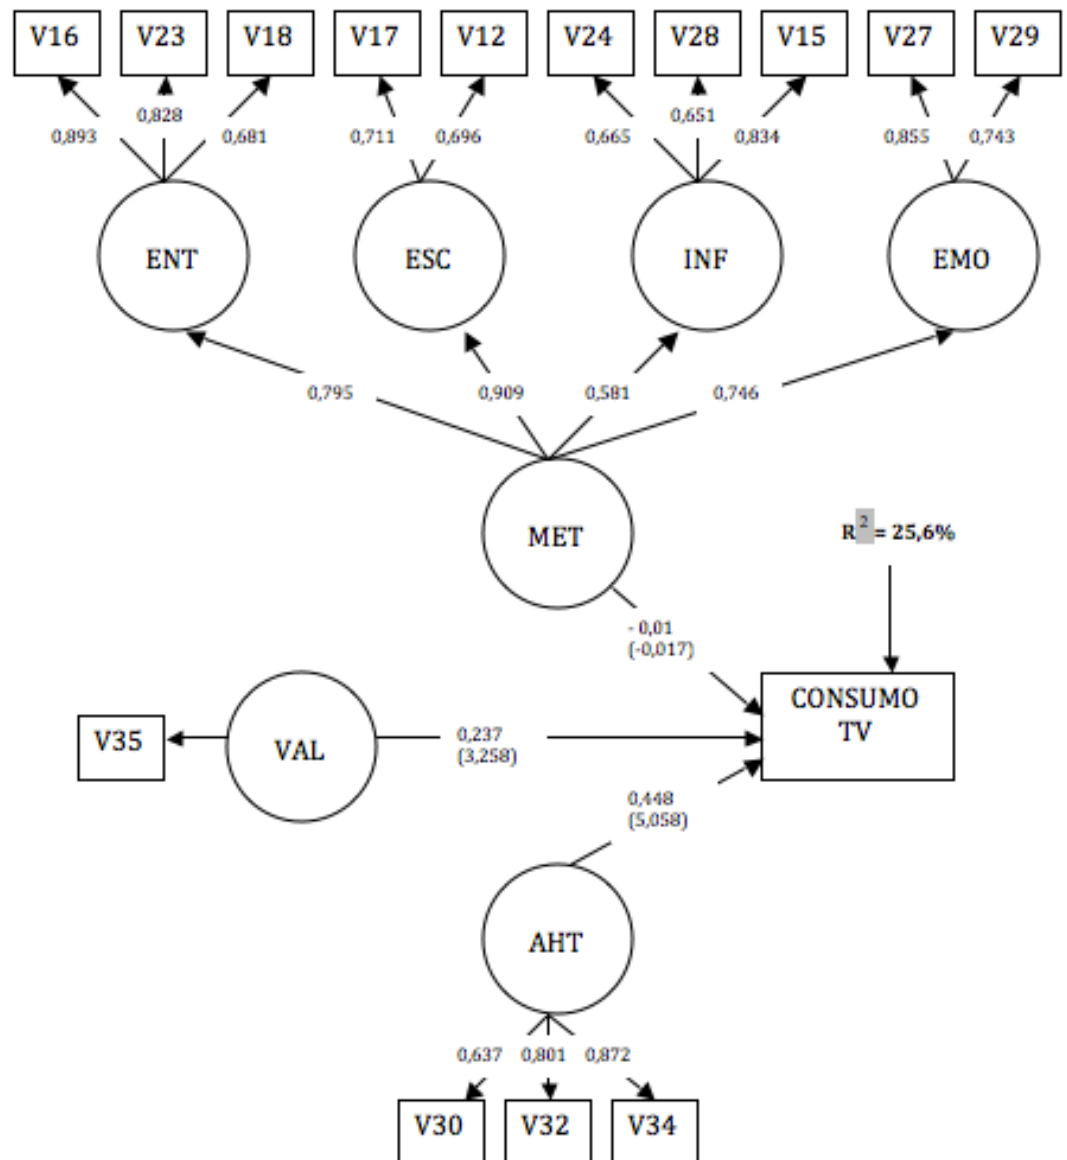 V16 V23 V18 V17 V12 V24 V28 V15 V27 V29
0,893 0,828 0,681 0,711 0,696 0,665 0,651 0,834 0,855 0,743
ENT ESC INF EMO
0,795 0,909 0,581 0,746
MET
R²= 25,6%
- 0,01
(-0,017)
CONSUMO
TV
V35
VAL
0,237
(3,258)
0,448
(5,058)
AHT
0,637 0,801 0,872
V30 V32 V34